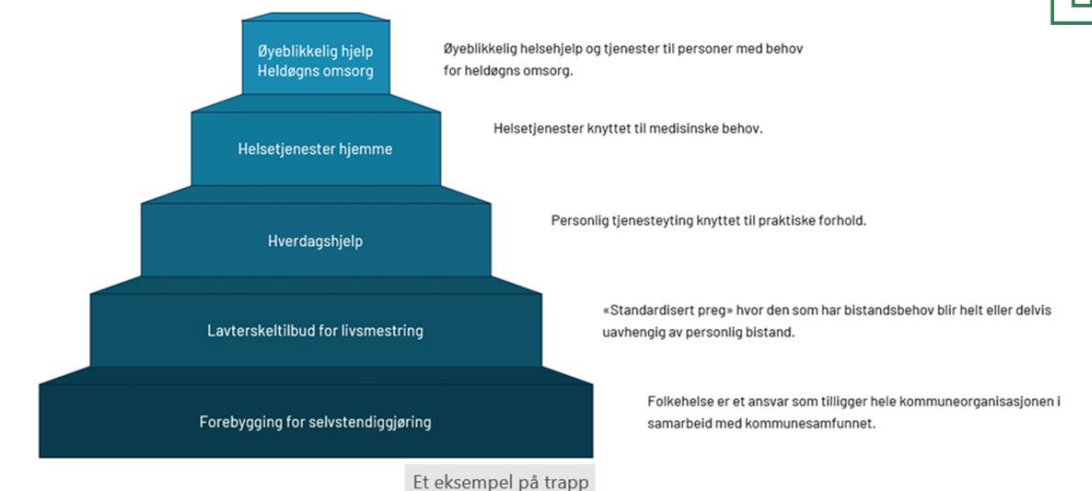 Øyeblikkelig hjelp
Heldøgns omsorg
Øyeblikkelig helsehjelp og tjenester til personer med behov
for heldøgns omsorg.
Helsetjenester hjemme
Helsetjenester knyttet til medisinske behov.
Hverdagshjelp
Personlig tjenesteyting knyttet til praktiske forhold.
Lavterskeltilbud for livsmestring
«Standardisert preg» hvor den som har bistandsbehov blir helt eller delvis
uavhengig av personlig bistand.
Forebygging for selvstendiggjøring
Folkehelse er et ansvar som tilligger hele kommuneorganisasjonen i
samarbeid med kommunesamfunnet.
Et eksempel på trapp